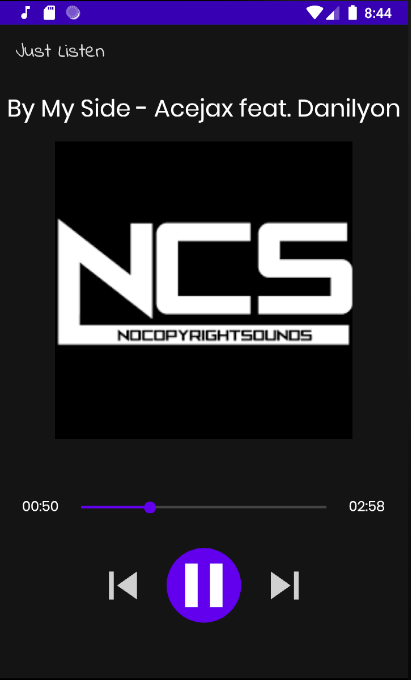 8:44
Just Listen
By My Side - Acejax feat. Danilyon
NCS
NOCOPYRIGHTSOUNDS
00:50
02:58